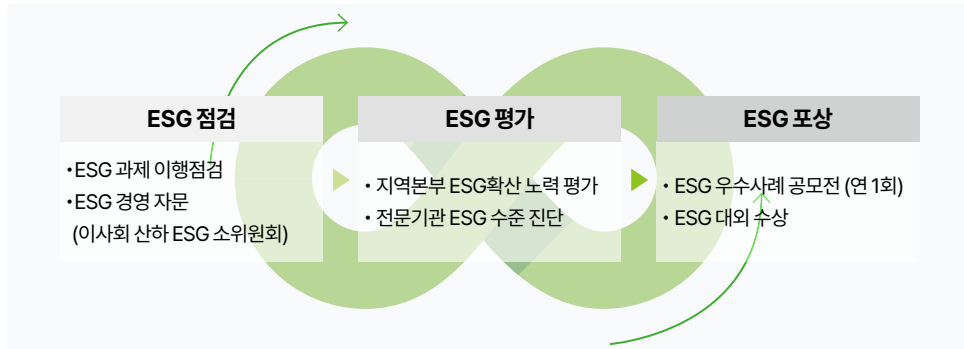 ESG 점검
•ESG 과제 이행점검
•ESG 경영 자문
(이사회 산하 ESG 소위원회)
ESG 평가
• 지역본부 ESG확산 노력 평가
• 전문기관 ESG 수준 진단
ESG 포상
• ESG 우수사례 공모전 (연 1회)
• ESG 대외 수상